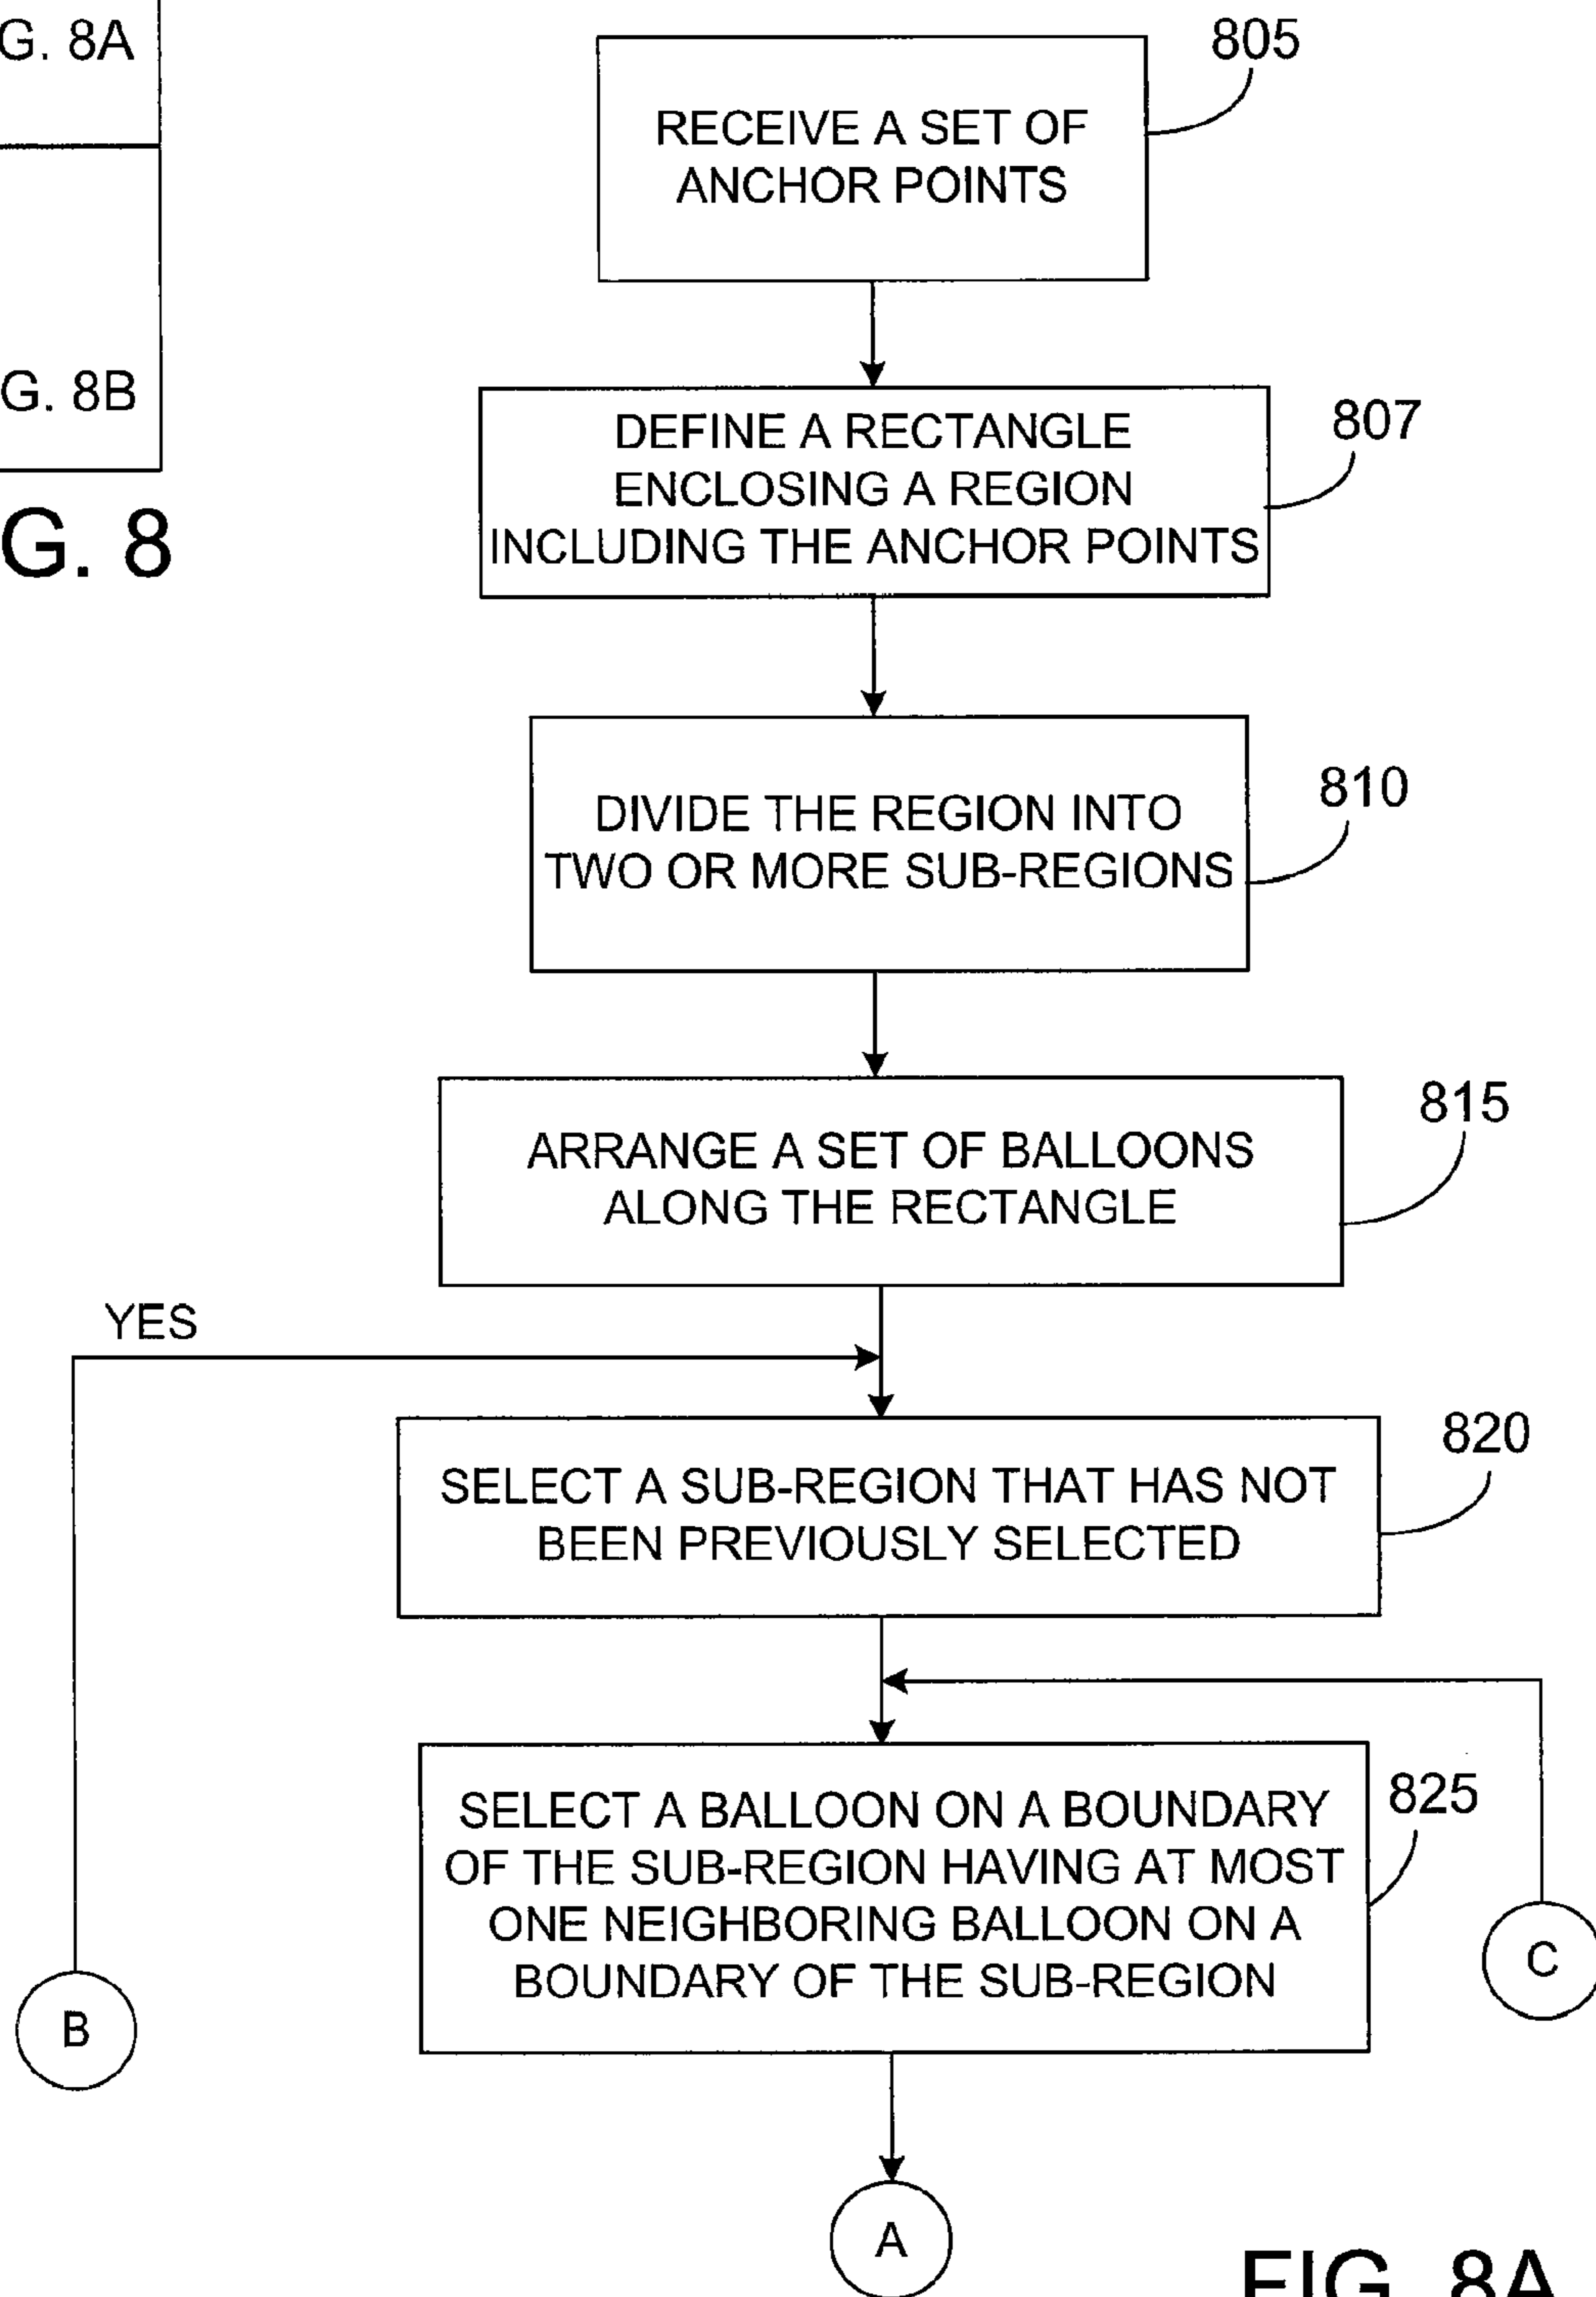 G. 8A
G. 8B
G. 8
805
RECEIVE A SET OF
ANCHOR POINTS
807
DEFINE A RECTANGLE
ENCLOSING A REGION
INCLUDING THE ANCHOR POINTS
810
DIVIDE THE REGION INTO
TWO OR MORE SUB-REGIONS
815
ARRANGE A SET OF BALLOONS
ALONG THE RECTANGLE
YES
820
SELECT A SUB-REGION THAT HAS NOT
BEEN PREVIOUSLY SELECTED
825
SELECT A BALLOON ON A BOUNDARY
OF THE SUB-REGION HAVING AT MOST
ONE NEIGHBORING BALLOON ON A
BOUNDARY OF THE SUB-REGION
C
B
A
FIG. 8A